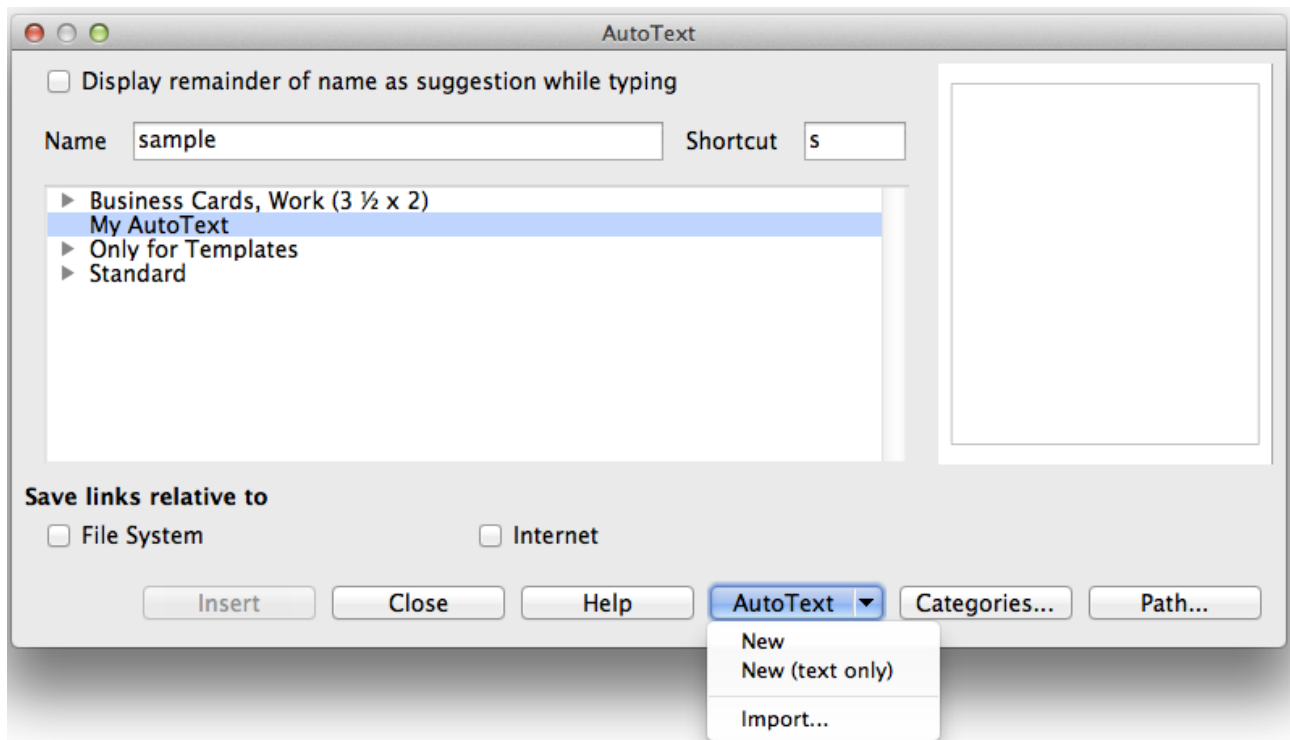 AutoText
Display remainder of name as suggestion while typing
Name sample Shortcut s
Business Cards, Work (3 ½ x 2)
My AutoText
Only for Templates
Standard
Save links relative to
File System Internet
Insert Close Help AutoText Categories... Path...
New
New (text only)
Import...